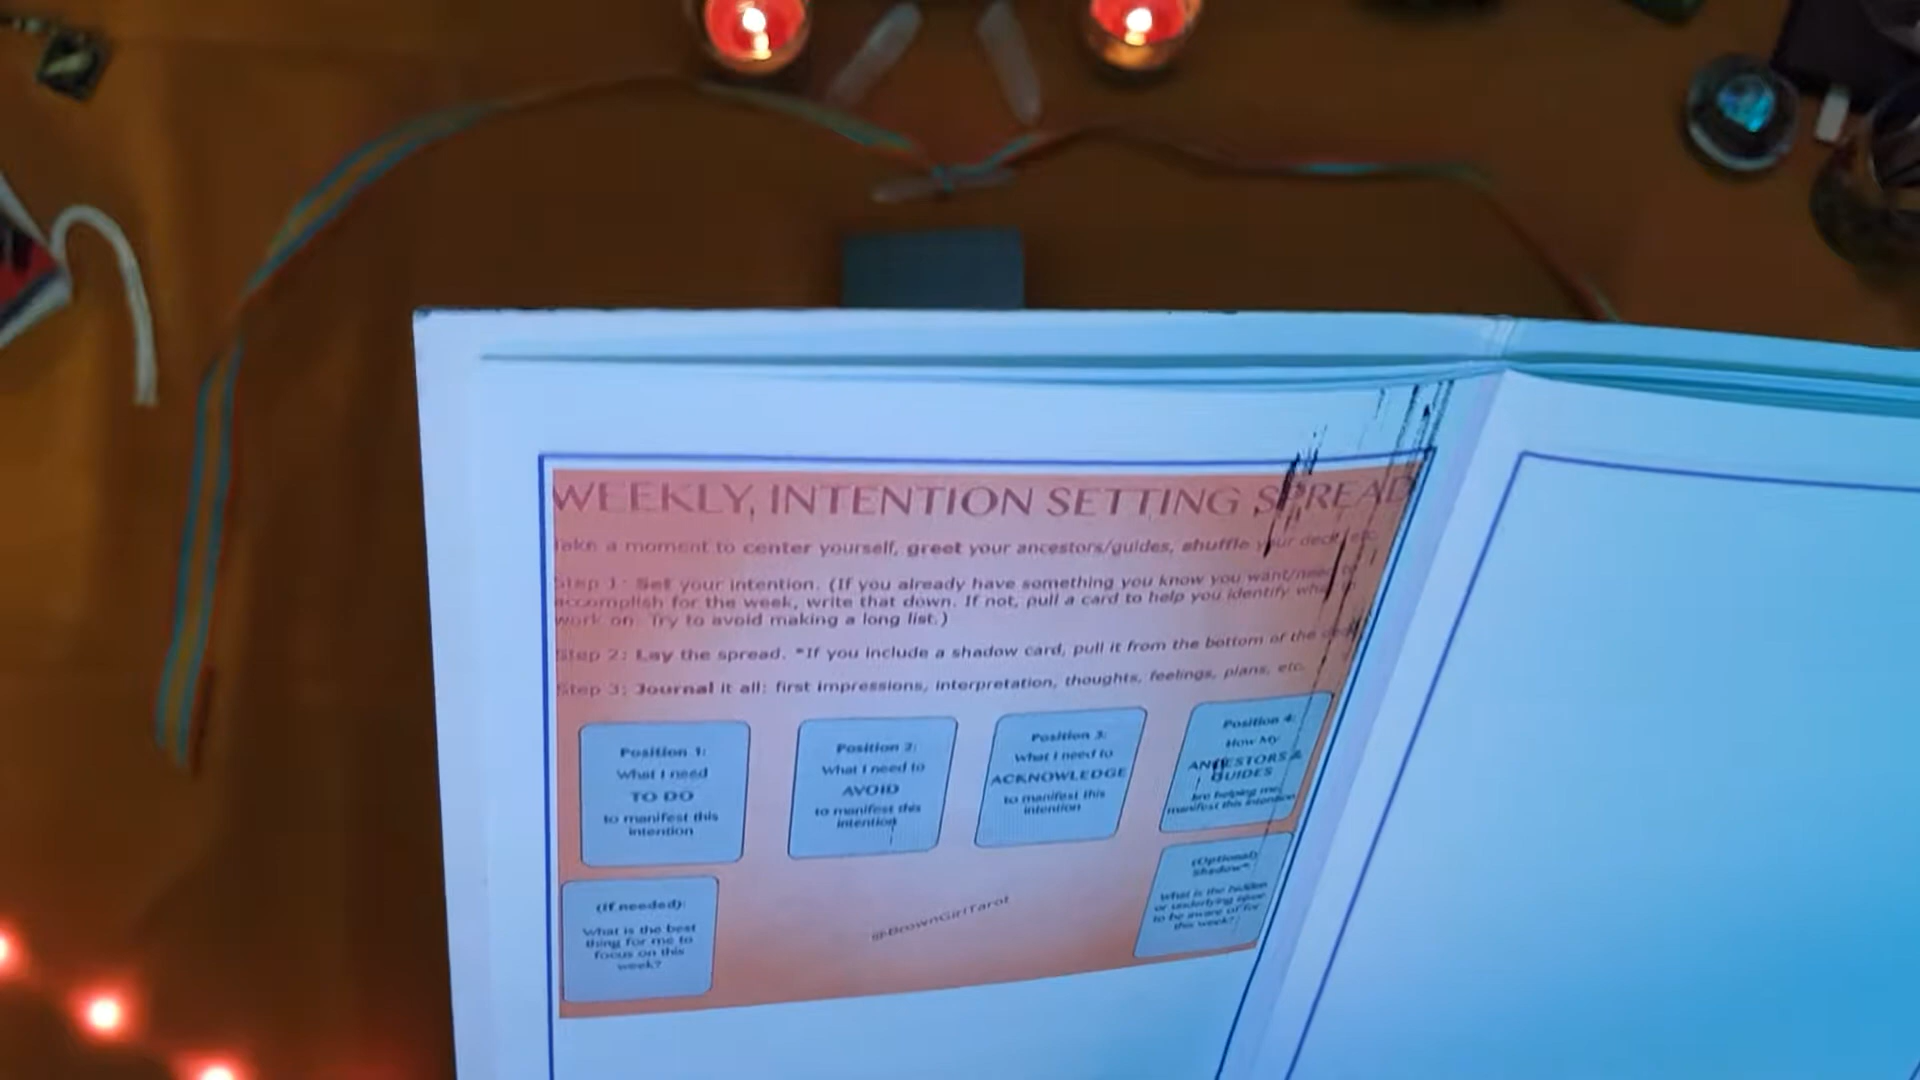 WEEKLY, INTENTION SETTING SPREAD
Take a moment to center yourself, greet your ancestors/guides, shuffle your deck, etc.
Step 1: Set your intention. (If you already have something you know you want/need to
accomplish for the week, write that down. If not, pull a card to help you identify what
work on. Try to avoid making a long list.)
Step 2: Lay the spread. *If you include a shadow card, pull it from the bottom of the deck
Step 3: Journal it all: first impressions, interpretation, thoughts, feelings, plans, etc.
Position 1:
What I need
TO DO
to manifest this
intention
Position 2:
What I need to
AVOID
to manifest this
intention
Position 3:
What I need to
ACKNOWLEDGE
to manifest this
intention
Position 4:
How My
ANCESTORS &
GUIDES
are helping me
manifest this intention
(If needed):
What is the best
thing for me to
focus on this
week?
(Optional)
Shadow*
What is the hidden
or underlying
to be aware of for
this week?
@BrownGirlTarot